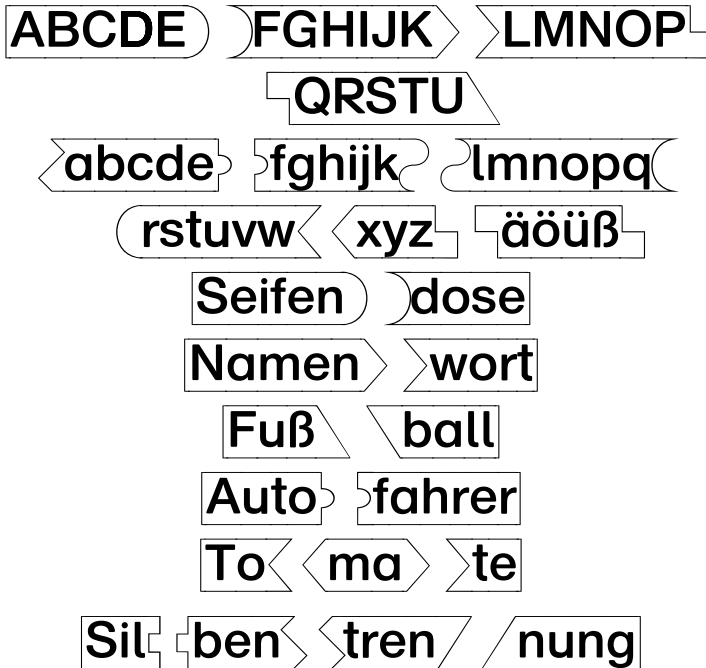 ABCDE FGHIJK LMNOP
QRSTU
abcde fghijk lmnopq
rstuvw xyz äöüß
Seifen dose
Namen wort
Fuß ball
Auto fahrer
To ma te
Sil ben tren nung